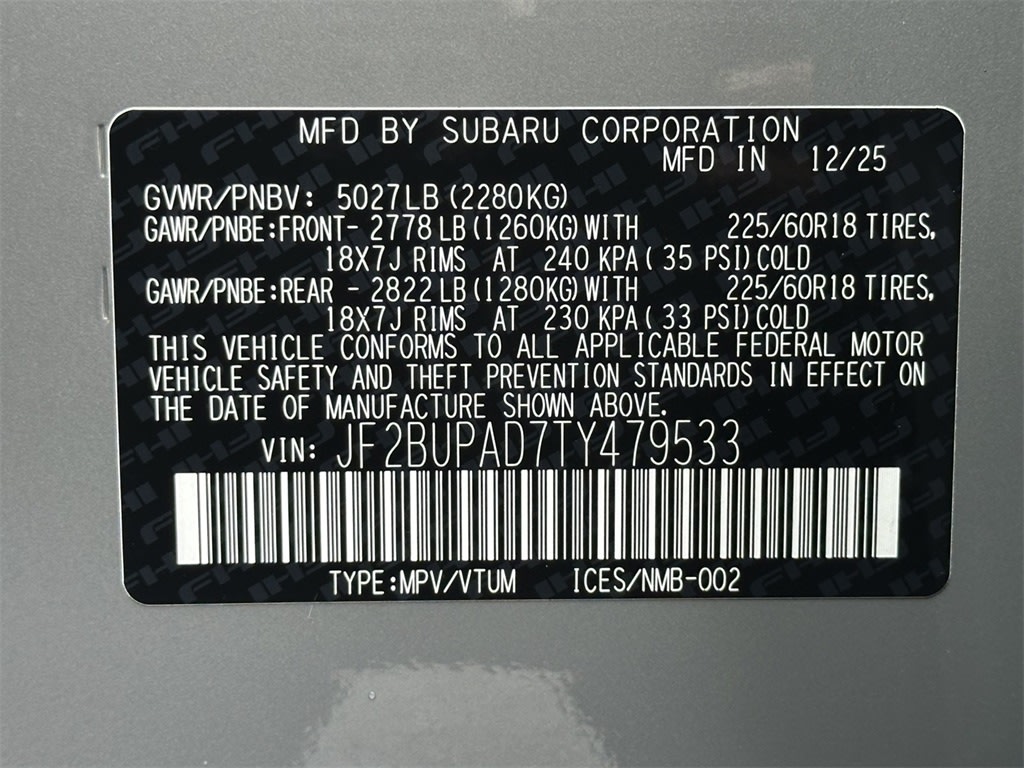 MFD BY SUBARU CORPORATION
MFD IN 12/25
GVWR/PNBV: 5027LB (2280KG)
GAWR/PNBE:FRONT- 2778 LB (1260KG) WITH 225/60R18 TIRES,
18X7J RIMS AT 240 KPA ( 35 PSI) COLD
GAWR/PNBE:REAR - 2822 LB (1280KG) WITH 225/60R18 TIRES,
18X7J RIMS AT 230 KPA ( 33 PSI) COLD
THIS VEHICLE CONFORMS TO ALL APPLICABLE FEDERAL MOTOR
VEHICLE SAFETY AND THEFT PREVENTION STANDARDS IN EFFECT ON
THE DATE OF MANUFACTURE SHOWN ABOVE.
VIN: JF2BUPAD7TY479533
TYPE:MPV/VTUM ICES/NMB-002